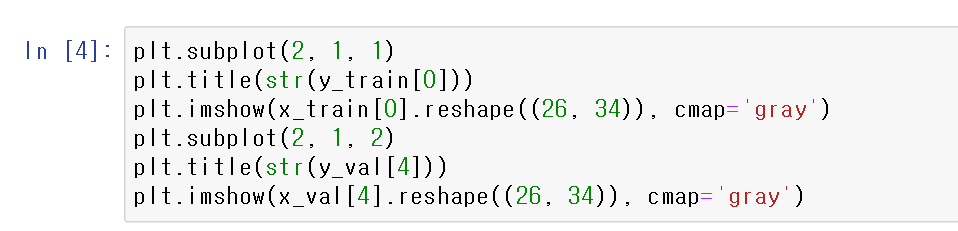 In [4]:
plt.subplot(2, 1, 1)
plt.title(str(y_train[0]))
plt.imshow(x_train[0].reshape((26, 34)), cmap='gray')
plt.subplot(2, 1, 2)
plt.title(str(y_val[4]))
plt.imshow(x_val[4].reshape((26, 34)), cmap='gray')